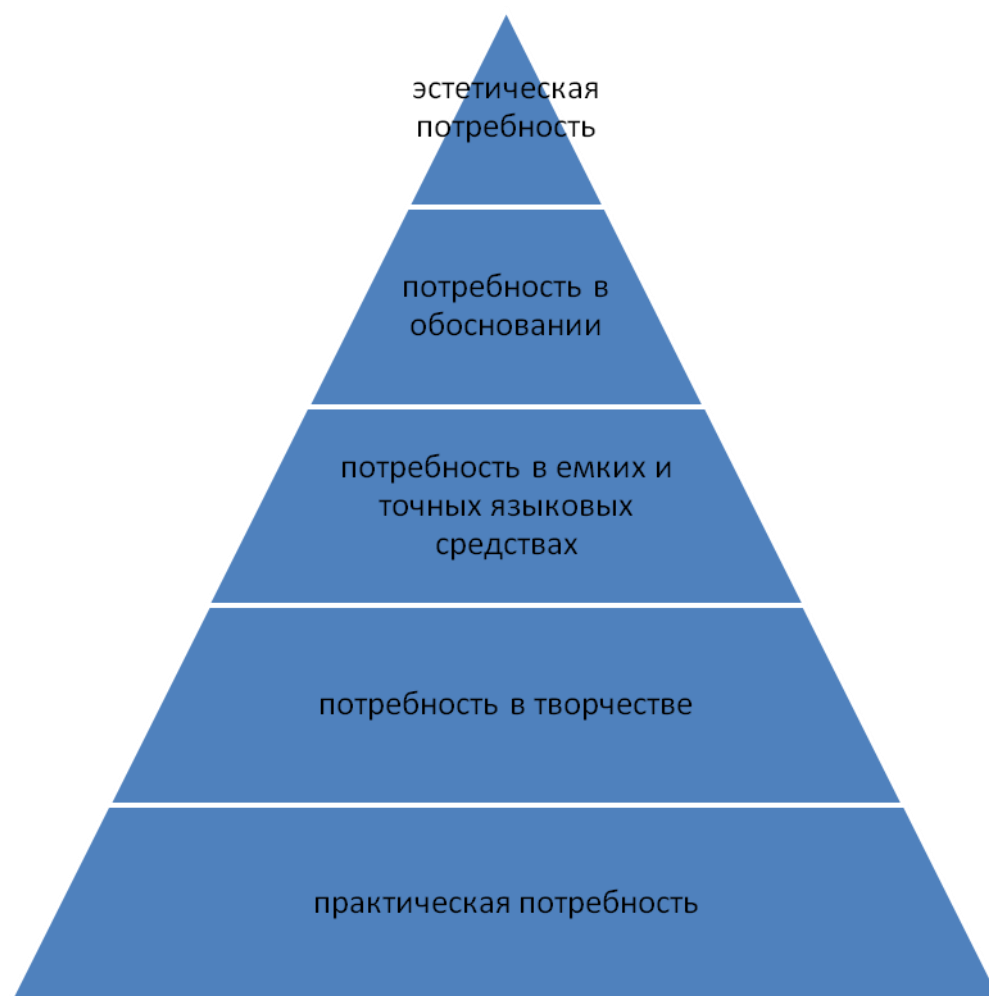 эстетическая
потребность
потребность в
обосновании
потребность в емких и
точных языковых
средствах
потребность в творчестве
практическая потребность